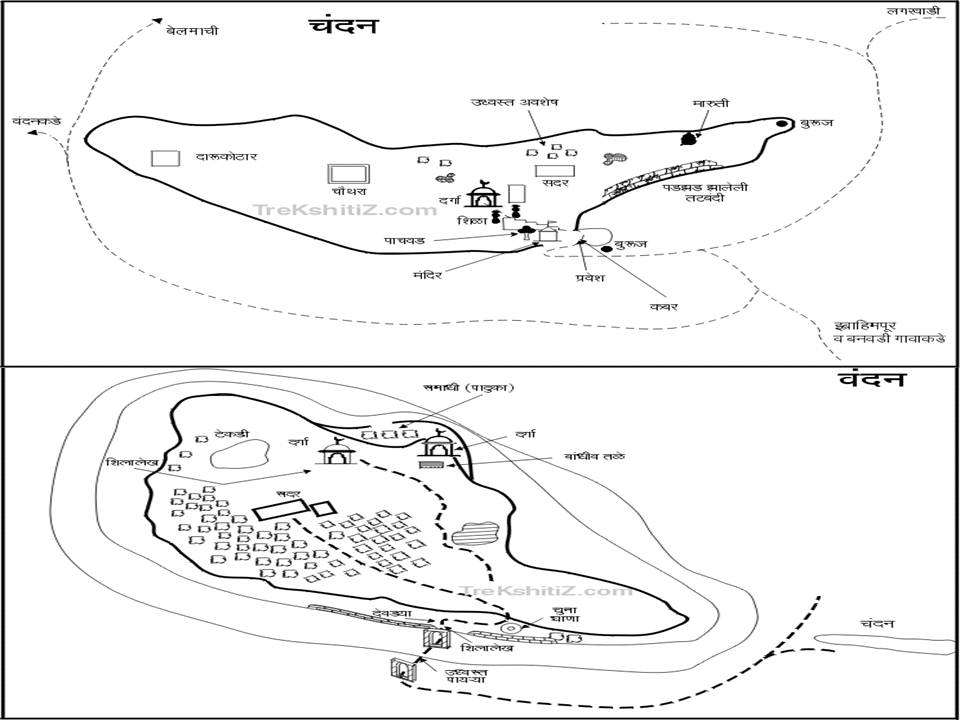 चंदन
लगरवाडी
बेलमाची
वंदनकडे
उध्वस्त अवशेष
मारुती
बुरूज
दारूकोटार
चौथरा
सदर
दर्गा
पडझड झालेली
तटबंदी
TreKshitiZ.com
शिळा
पाचवड
बुरूज
मंदिर
प्रवेश
कबर
इब्राहिमपूर
व बनवडी गावाकडे
वंदन
समाधी (पादुका)
टेकडी
दर्गा
दर्गा
शिलालेख
बांधीव तळे
सदर
TreKshitiZ.com
देवड्या
चुना
घाणा
चंदन
शिलालेख
उध्वस्त
पायऱ्या